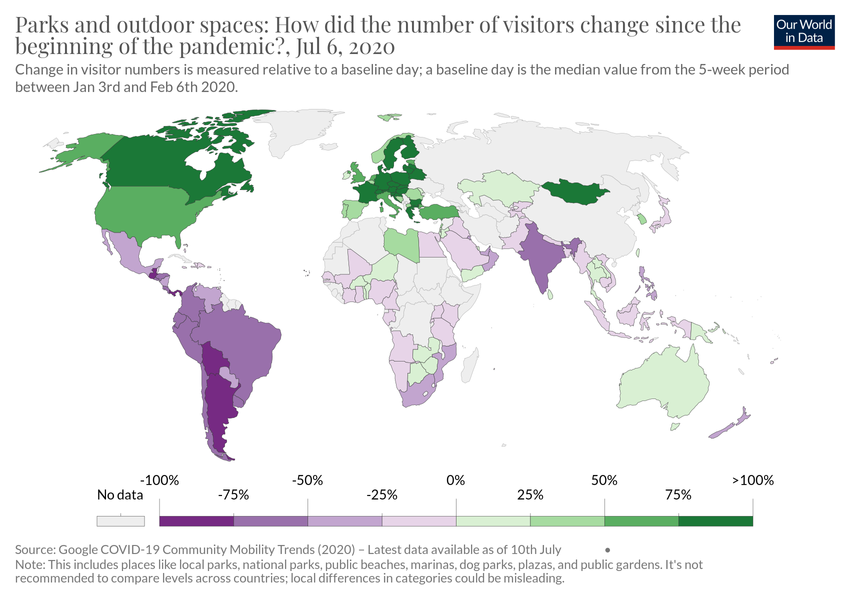 Parks and outdoor spaces: How did the number of visitors change since the
beginning of the pandemic?, Jul 6, 2020
Our World
in Data
Change in visitor numbers is measured relative to a baseline day; a baseline day is the median value from the 5-week period
between Jan 3rd and Feb 6th 2020.
-100% -50% 0% 50% >100%
No data -75% -25% 25% 75%
Source: Google COVID-19 Community Mobility Trends (2020) – Latest data available as of 10th July •
Note: This includes places like local parks, national parks, public beaches, marinas, dog parks, plazas, and public gardens. It's not
recommended to compare levels across countries; local differences in categories could be misleading.